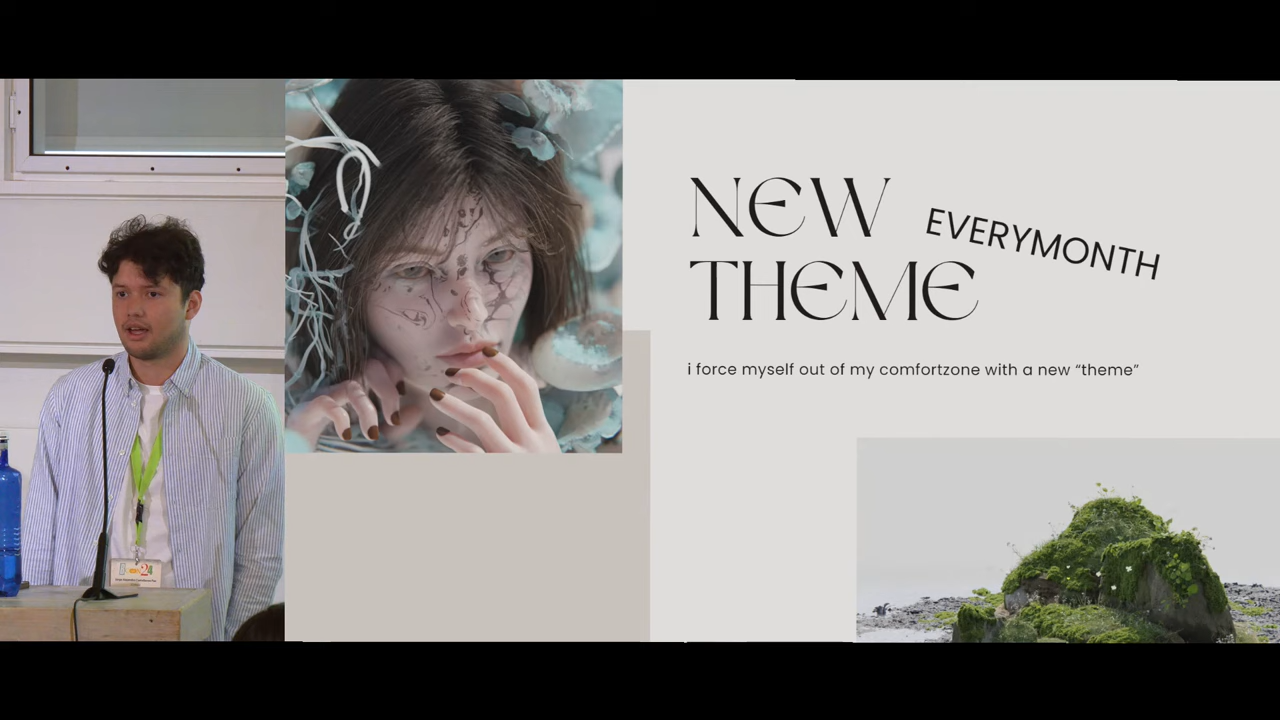 NEW
EVERYMONTH
THEME
i force myself out of my comfortzone with a new “theme”